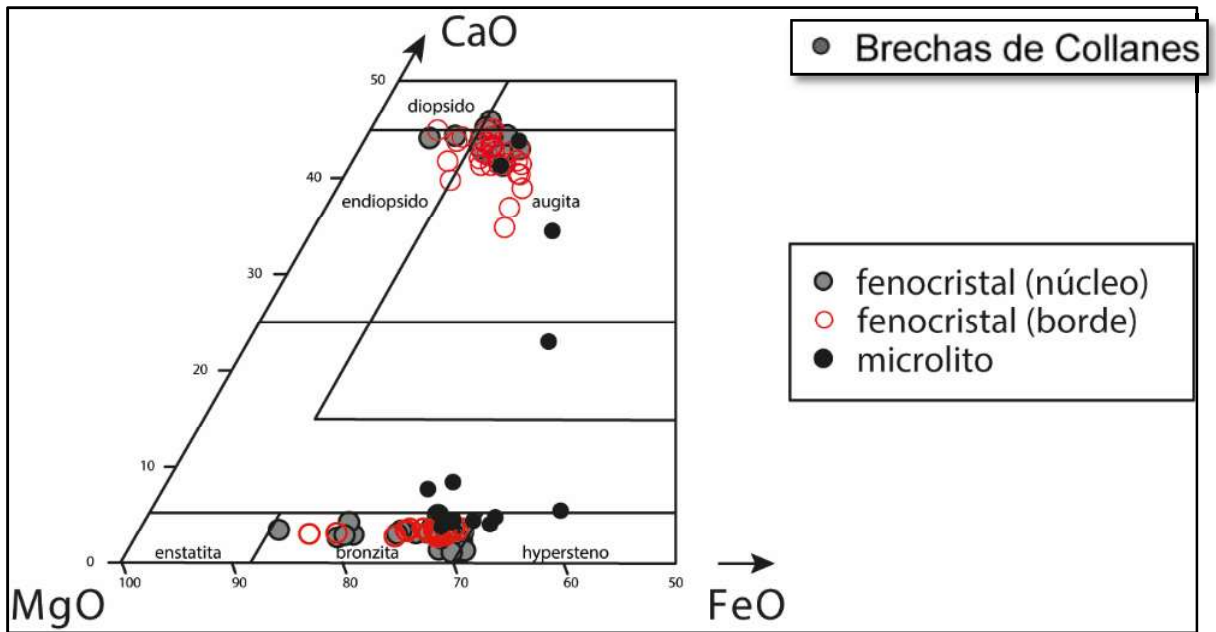 CaO
Brechas de Collanes
50
diopsido
40
endiopsido
augita
fenocristal (núcleo)
fenocristal (borde)
microlito
30
20
10
0
enstatita
bronzita
hypersteno
100
90
80
70
60
50
MgO
FeO